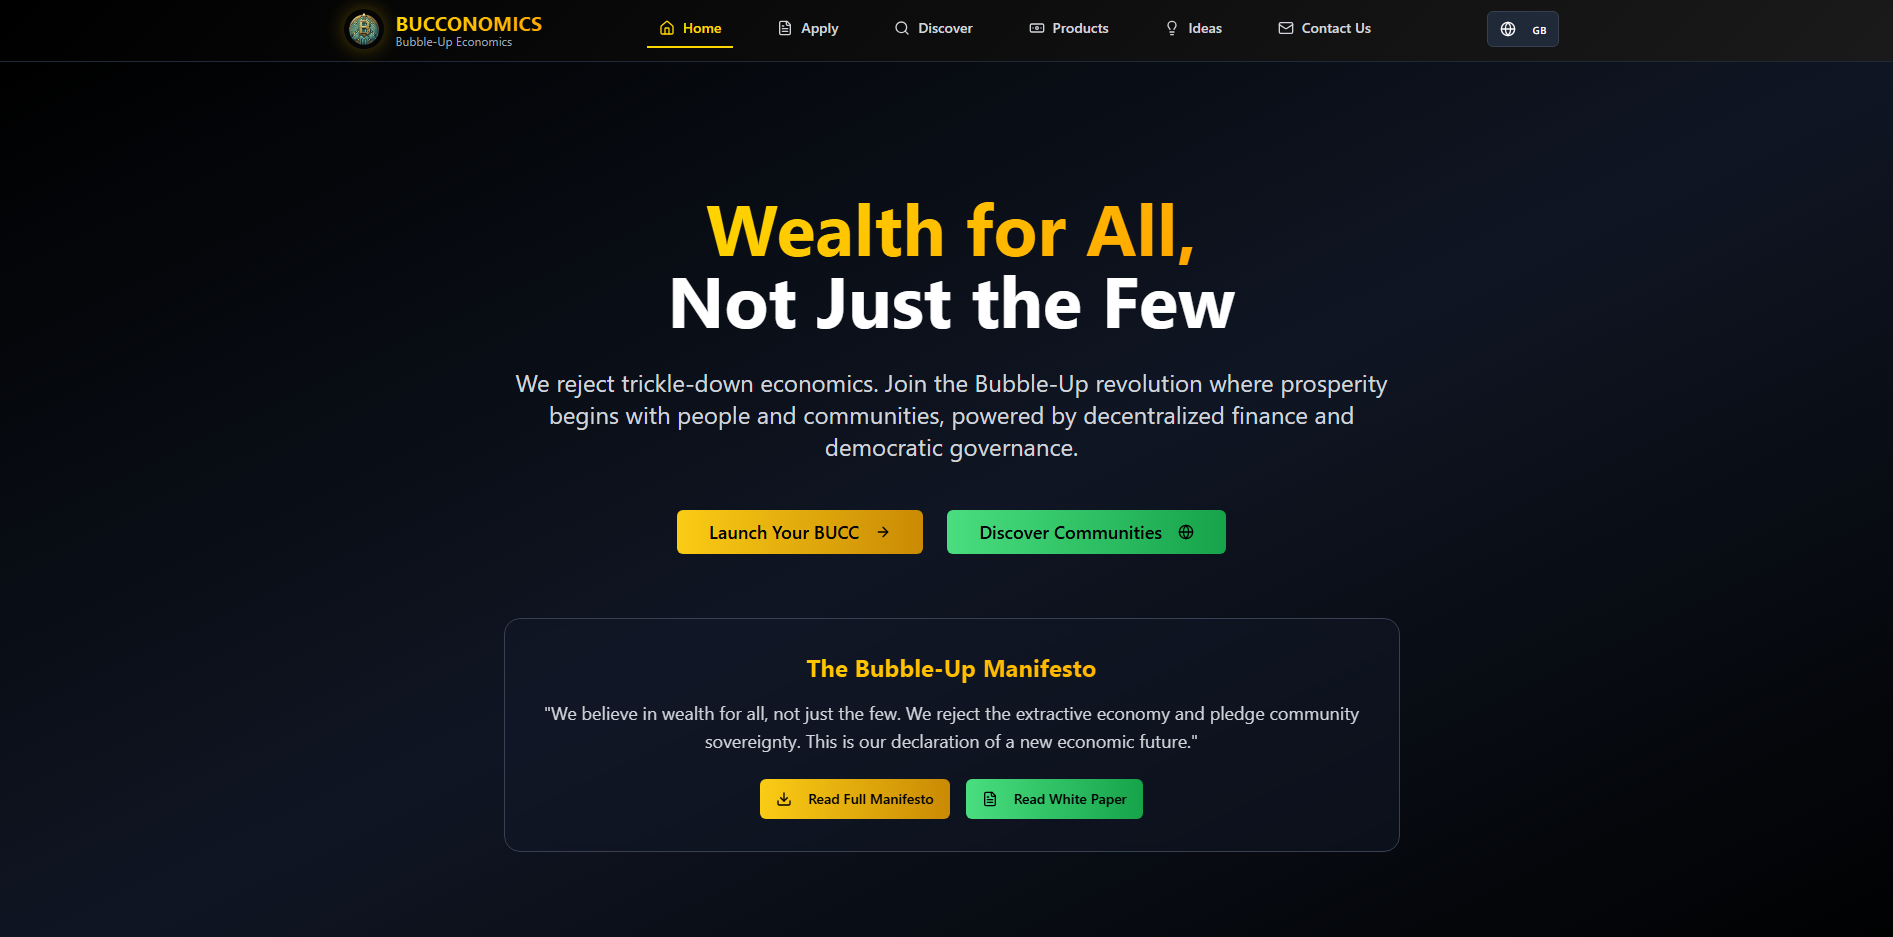 BUCCONOMICS
Bubble-Up Economics
Home
Apply
Discover
Products
Ideas
Contact Us
GB
Wealth for All,
Not Just the Few
We reject trickle-down economics. Join the Bubble-Up revolution where prosperity
begins with people and communities, powered by decentralized finance and
democratic governance.
Launch Your BUCC
Discover Communities
The Bubble-Up Manifesto
"We believe in wealth for all, not just the few. We reject the extractive economy and pledge community
sovereignty. This is our declaration of a new economic future."
Read Full Manifesto
Read White Paper